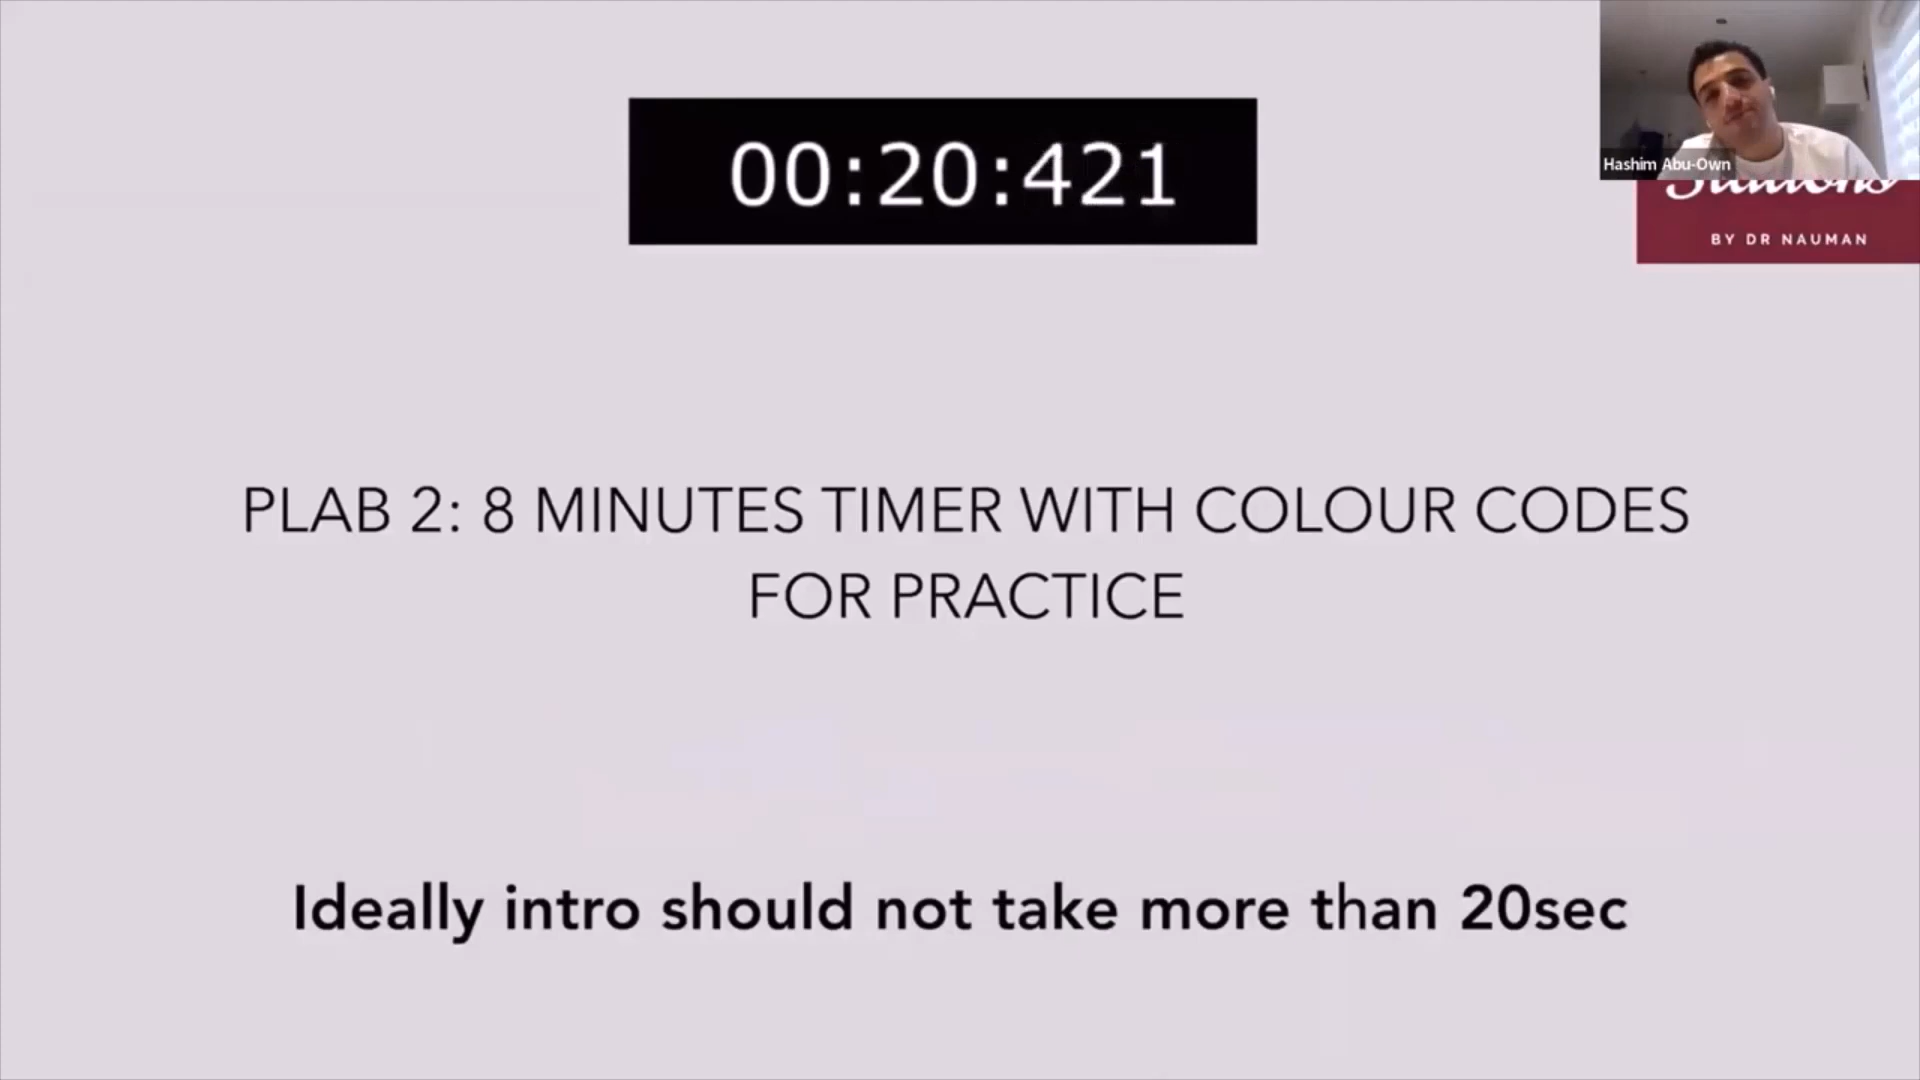 00:20:421
Hashim Abu-Own
BY DR NAUMAN
PLAB 2: 8 MINUTES TIMER WITH COLOUR CODES
FOR PRACTICE
Ideally intro should not take more than 20sec